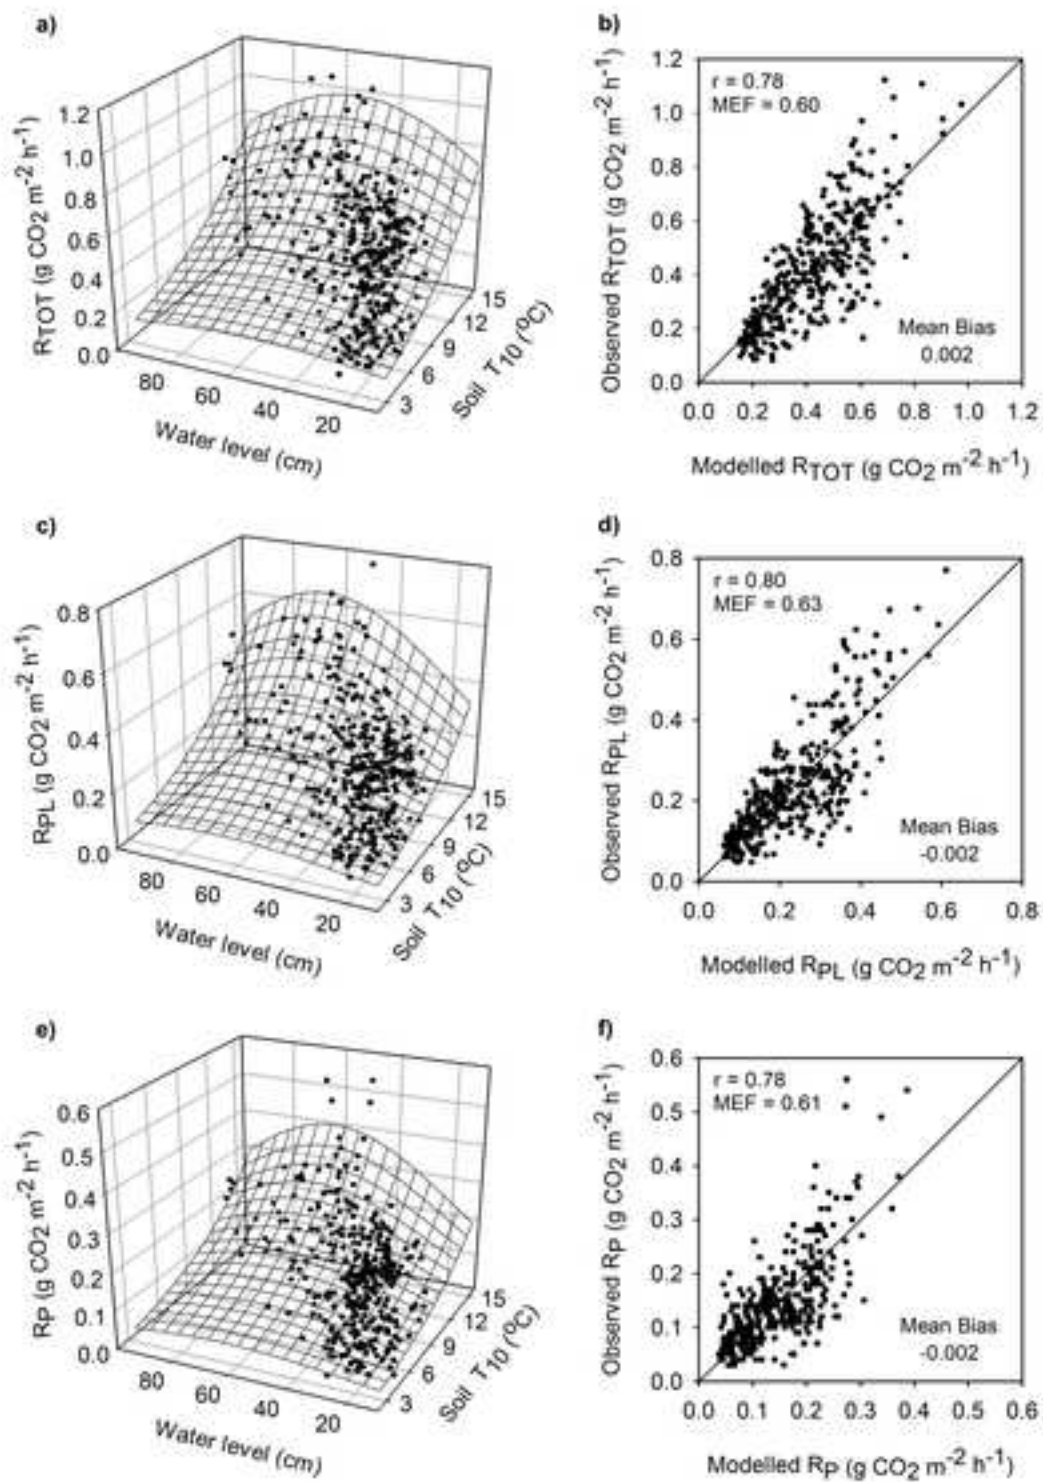 a)
1.2
1.0
0.8
0.6
0.4
0.2
0.0
R_TOT (g CO2 m-2 h-1)
80
60
40
20
Water level (cm)
15
12
9
6
3
Soil T10 (oC)
b)
r = 0.78
MEF = 0.60
Mean Bias
0.002
1.2
1.0
0.8
0.6
0.4
0.2
0.0
Observed RTOT (g CO2 m-2 h-1)
0.0 0.2 0.4 0.6 0.8 1.0 1.2
Modelled RTOT (g CO2 m-2 h-1)
c)
0.8
0.6
0.4
0.2
0.0
RPL (g CO2 m-2 h-1)
80
60
40
20
Water level (cm)
15
12
9
6
3
Soil T10 (oC)
d)
r = 0.80
MEF = 0.63
Mean Bias
-0.002
0.8
0.6
0.4
0.2
0.0
Observed RPL (g CO2 m-2 h-1)
0.0 0.2 0.4 0.6 0.8
Modelled RPL (g CO2 m-2 h-1)
e)
0.6
0.5
0.4
0.3
0.2
0.1
0.0
RP (g CO2 m-2 h-1)
80
60
40
20
Water level (cm)
15
12
9
6
3
Soil T10 (oC)
f)
r = 0.78
MEF = 0.61
Mean Bias
-0.002
0.6
0.5
0.4
0.3
0.2
0.1
0.0
Observed RP (g CO2 m-2 h-1)
0.0 0.1 0.2 0.3 0.4 0.5 0.6
Modelled RP (g CO2 m-2 h-1)